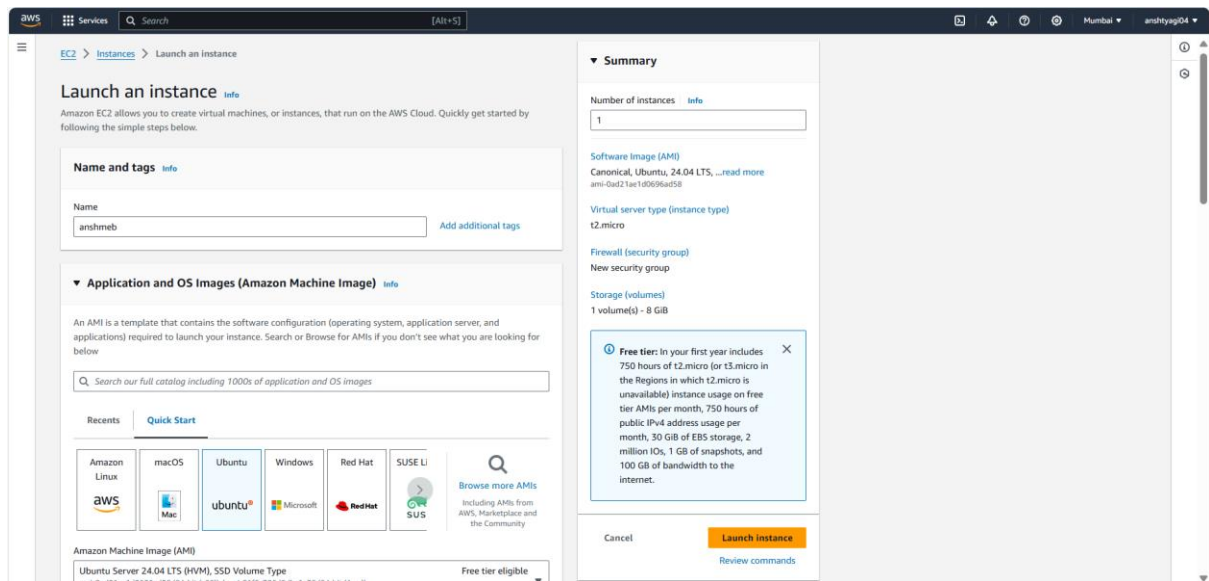 aws
Services
Search
[Alt+S]
Mumbai
anshtyagi04
EC2 > Instances > Launch an instance
Launch an instance Info
Amazon EC2 allows you to create virtual machines, or instances, that run on the AWS Cloud. Quickly get started by
following the simple steps below.
Name and tags Info
Name
anshmeb
Add additional tags
Application and OS Images (Amazon Machine Image) Info
An AMI is a template that contains the software configuration (operating system, application server, and
applications) required to launch your instance. Search or Browse for AMIs if you don't see what you are looking for
below
Search our full catalog including 1000s of application and OS images
Recents
Quick Start
Amazon
Linux
aws
macOS
Mac
Ubuntu
ubuntu®
Windows
Microsoft
Red Hat
Red Hat
SUSE Li
SUS
Browse more AMIs
Including AMIs from
AWS, Marketplace and
the Community
Amazon Machine Image (AMI)
Ubuntu Server 24.04 LTS (HVM), SSD Volume Type
Free tier eligible
Summary
Number of instances Info
1
Software Image (AMI)
Canonical, Ubuntu, 24.04 LTS, ...read more
ami-0ad21ae1d0696ad58
Virtual server type (instance type)
t2.micro
Firewall (security group)
New security group
Storage (volumes)
1 volume(s) - 8 GiB
Free tier: In your first year includes
750 hours of t2.micro (or t3.micro in
the Regions in which t2.micro is
unavailable) instance usage on free
tier AMIs per month, 750 hours of
public IPv4 address usage per
month, 30 GiB of EBS storage, 2
million IOs, 1 GB of snapshots, and
100 GB of bandwidth to the
internet.
Cancel
Launch instance
Review commands